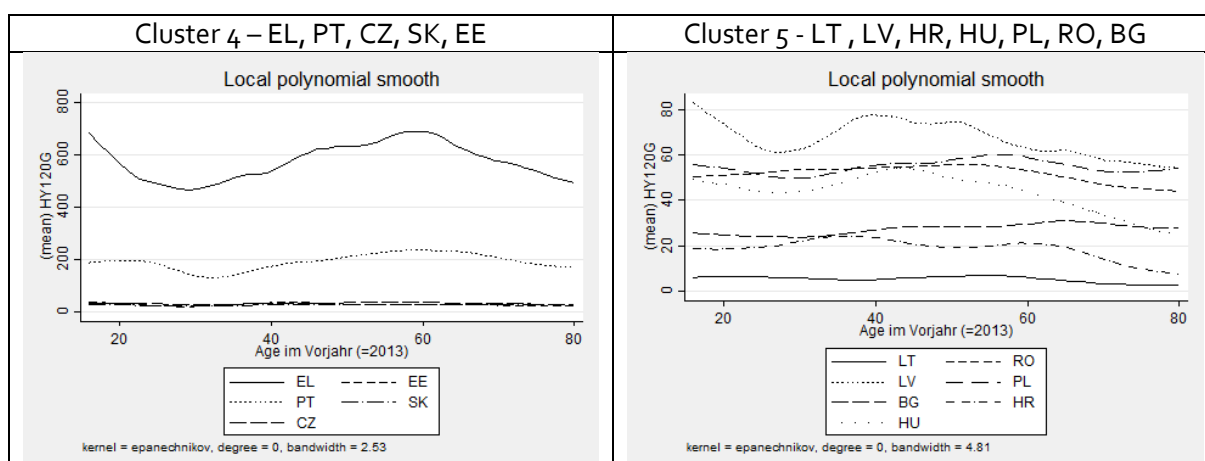 Cluster 4 – EL, PT, CZ, SK, EE
Local polynomial smooth
(mean) HY120G
800
600
400
200
0
20
40
60
80
Age im Vorjahr (=2013)
EL
EE
PT
SK
CZ
kernel = epanechnikov, degree = 0, bandwidth = 2.53
Cluster 5 - LT , LV, HR, HU, PL, RO, BG
Local polynomial smooth
(mean) HY120G
80
60
40
20
0
20
40
60
80
Age im Vorjahr (=2013)
LT
RO
LV
PL
BG
HR
HU
kernel = epanechnikov, degree = 0, bandwidth = 4.81